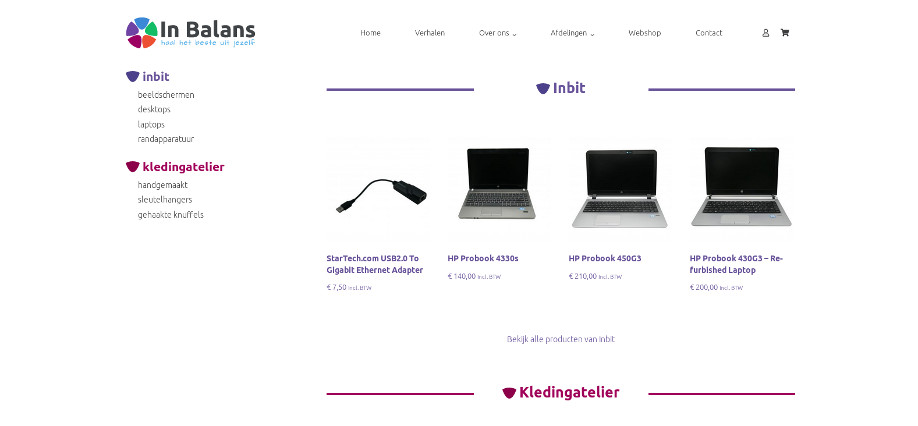 In Balans
haal het beste uit jezelf
Home
Verhalen
Over ons
Afdelingen
Webshop
Contact
inbit
beeldschermen
desktops
laptops
randapparatuur
kledingatelier
handgemaakt
sleutelhangers
gehaakte knuffels
Inbit
StarTech.com USB2.0 To
Gigabit Ethernet Adapter
€ 7,50 Incl. BTW
HP Probook 4330s
€ 140,00 Incl. BTW
HP Probook 450G3
€ 210,00 Incl. BTW
HP Probook 430G3 – Re-
furbished Laptop
€ 200,00 Incl. BTW
Bekijk alle producten van Inbit
Kledingatelier